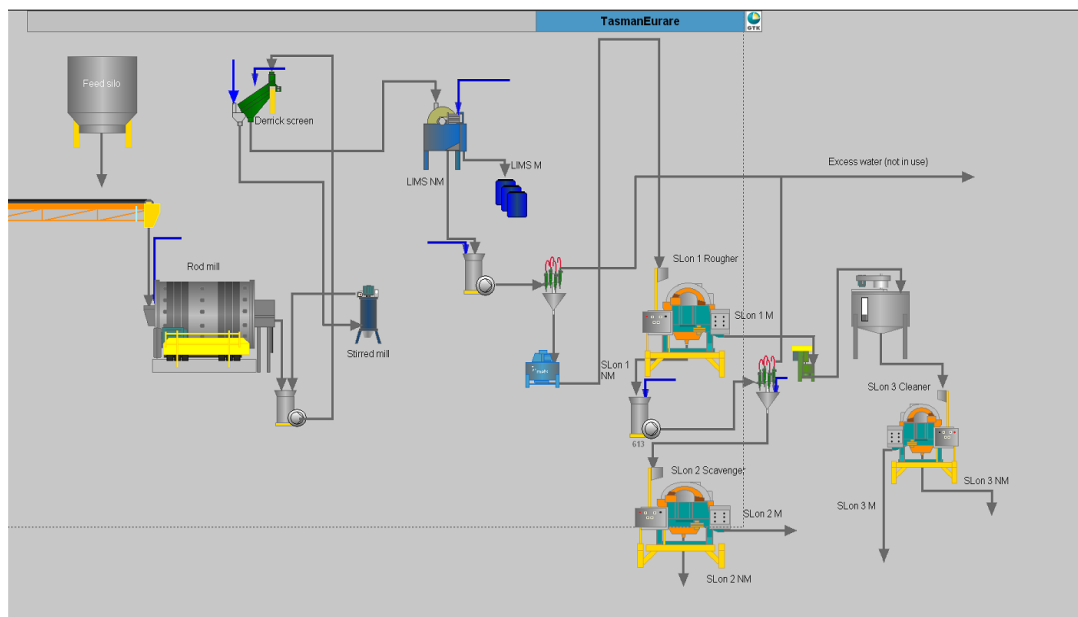 TasmanEurare
GTK
Feed silo
Derrick screen
LIMS M
LIMS NM
Excess water (not in use)
Rod mill
SLon 1 Rougher
SLon 1 M
Stirred mill
SLon 1
NM
SLon 3 Cleaner
613
SLon 2 Scavenger
SLon 3 NM
SLon 3 M
SLon 2 M
SLon 2 NM